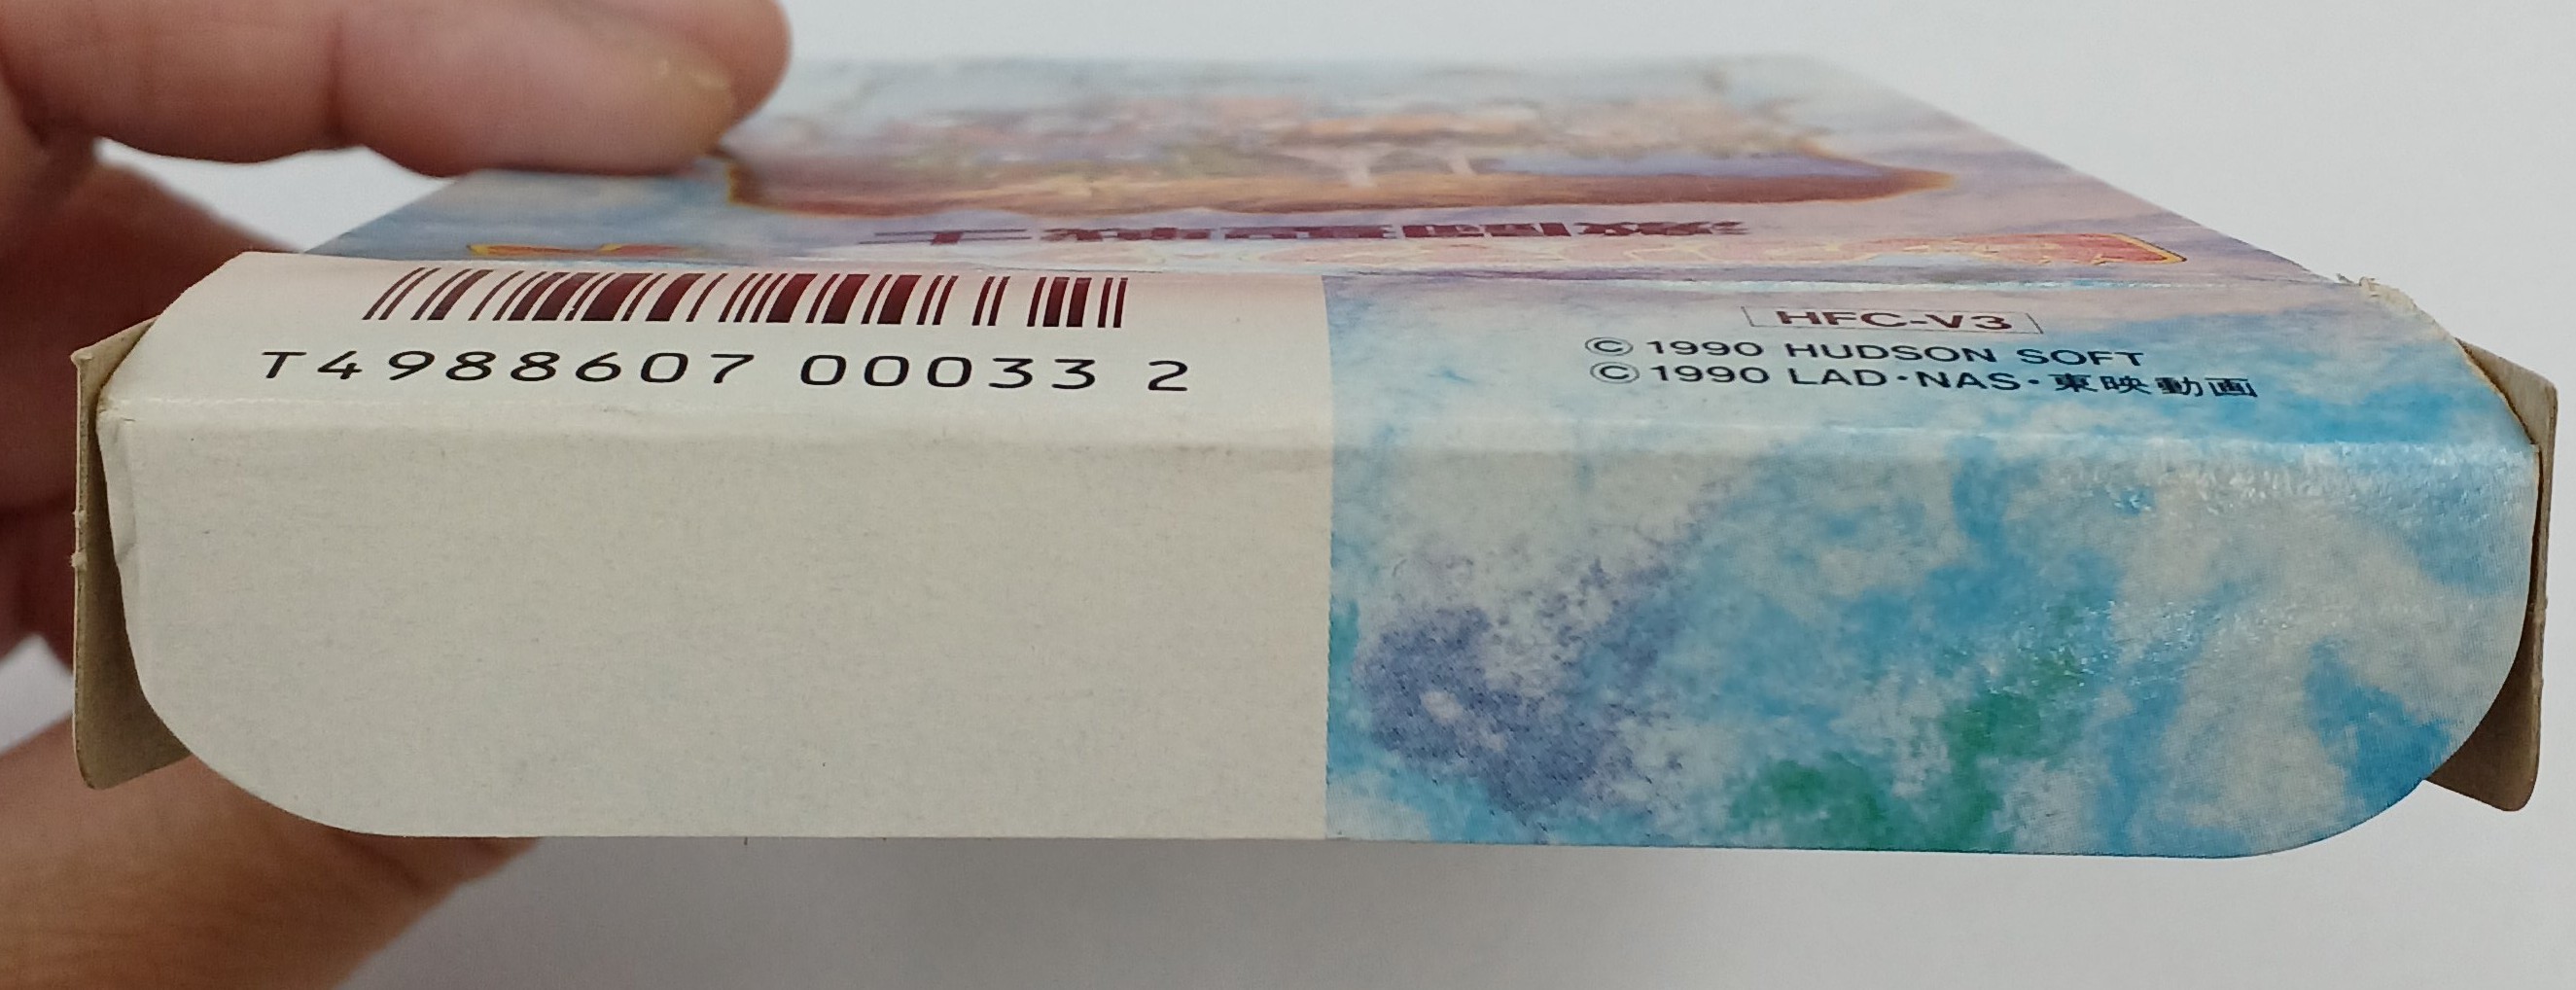 T4988607 00033 2
HFC-V3
© 1990 HUDSON SOFT
© 1990 LAD・NAS・東映動画